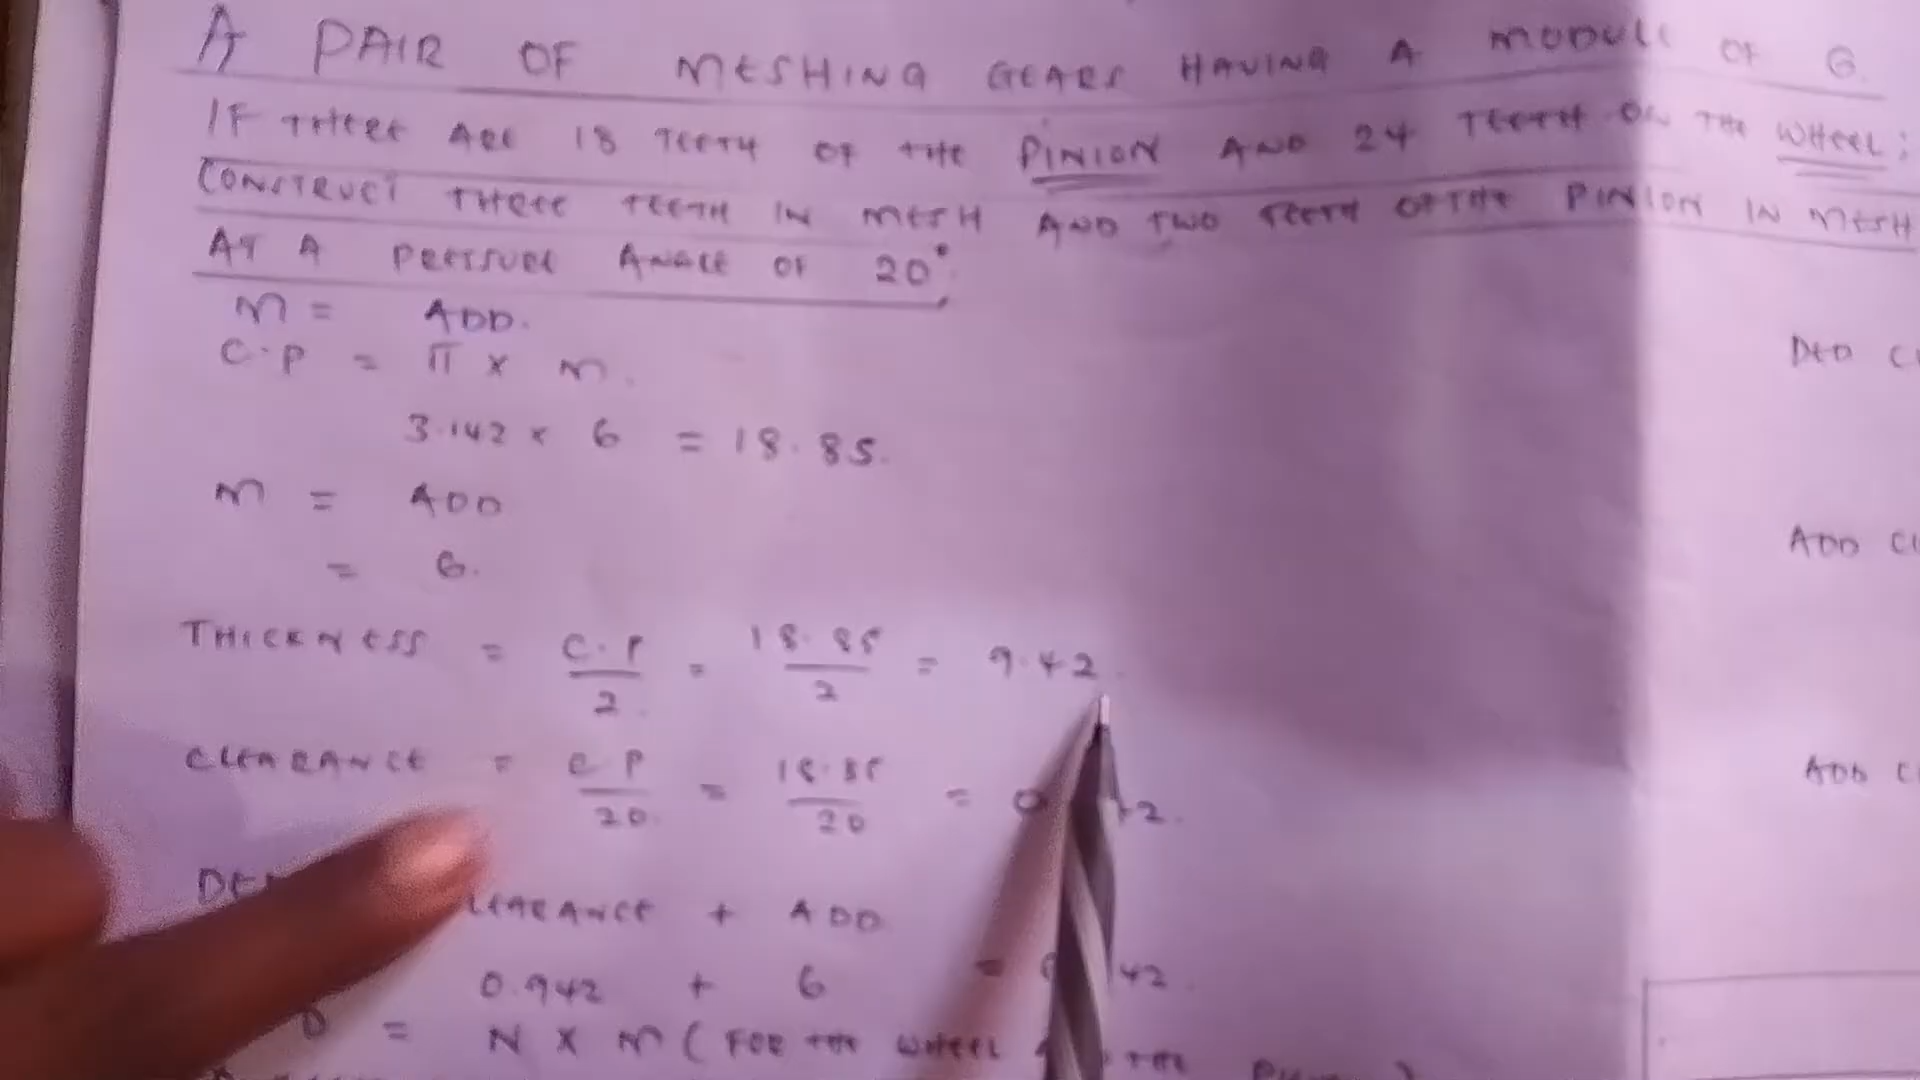 A PAIR OF MESHING GEARS HAVING A MODULE OF 6.
IF THERE ARE 18 TEETH OF THE PINION AND 24 TEETH ON THE WHEEL;
CONSTRUCT THREE TEETH IN MESH AND TWO TEETH OF THE PINION IN MESH
AT A PRESSURE ANGLE OF 20°.
M = ADD.
C.P = π × M.
3.142 × 6 = 18.85.
M = ADD
= 6.
THICKNESS = C.P/2. = 18.85/2 = 9.42.
CLEARANCE = C P/20. = 18.85/20 = 0
CLEARANCE + ADD
0.942 + 6 =
D = N × M (FOR THE WHEEL THE
DED
ADD
ADD